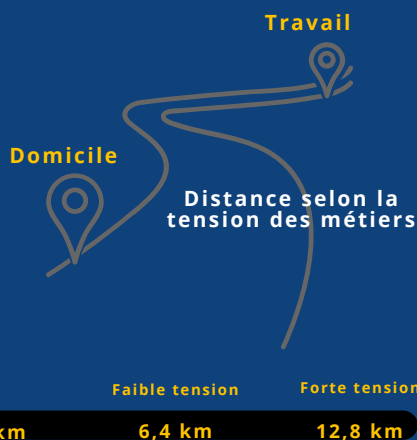 Travail
Domicile
Distance selon la
tension des métiers
Faible tension Forte tension
km 6,4 km 12,8 km